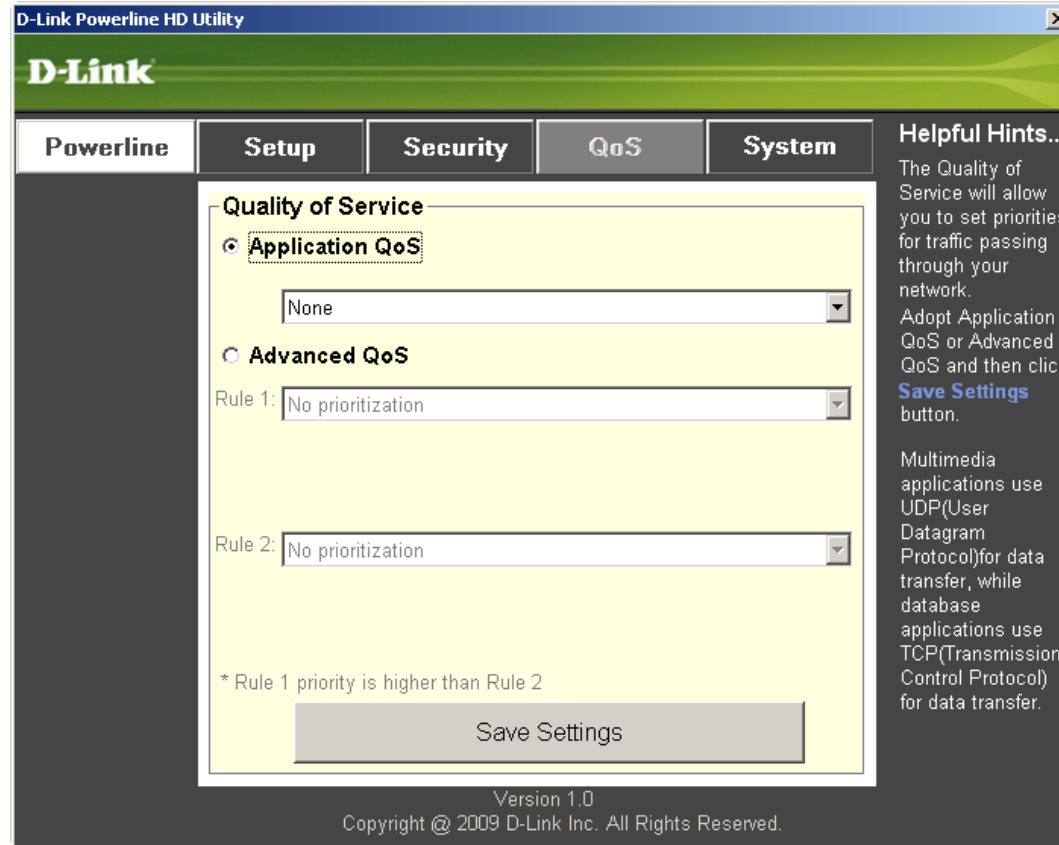 D-Link Powerline HD Utility
D-Link
Powerline
Setup
Security
QoS
System
Quality of Service
Application QoS
None
Advanced QoS
Rule 1:
No prioritization
Rule 2:
No prioritization
* Rule 1 priority is higher than Rule 2
Save Settings
Helpful Hints..
The Quality of
Service will allow
you to set priorities
for traffic passing
through your
network.
Adopt Application
QoS or Advanced
QoS and then clic
Save Settings
button.
Multimedia
applications use
UDP(User
Datagram
Protocol)for data
transfer, while
database
applications use
TCP(Transmission
Control Protocol)
for data transfer.
Version 1.0
Copyright @ 2009 D-Link Inc. All Rights Reserved.